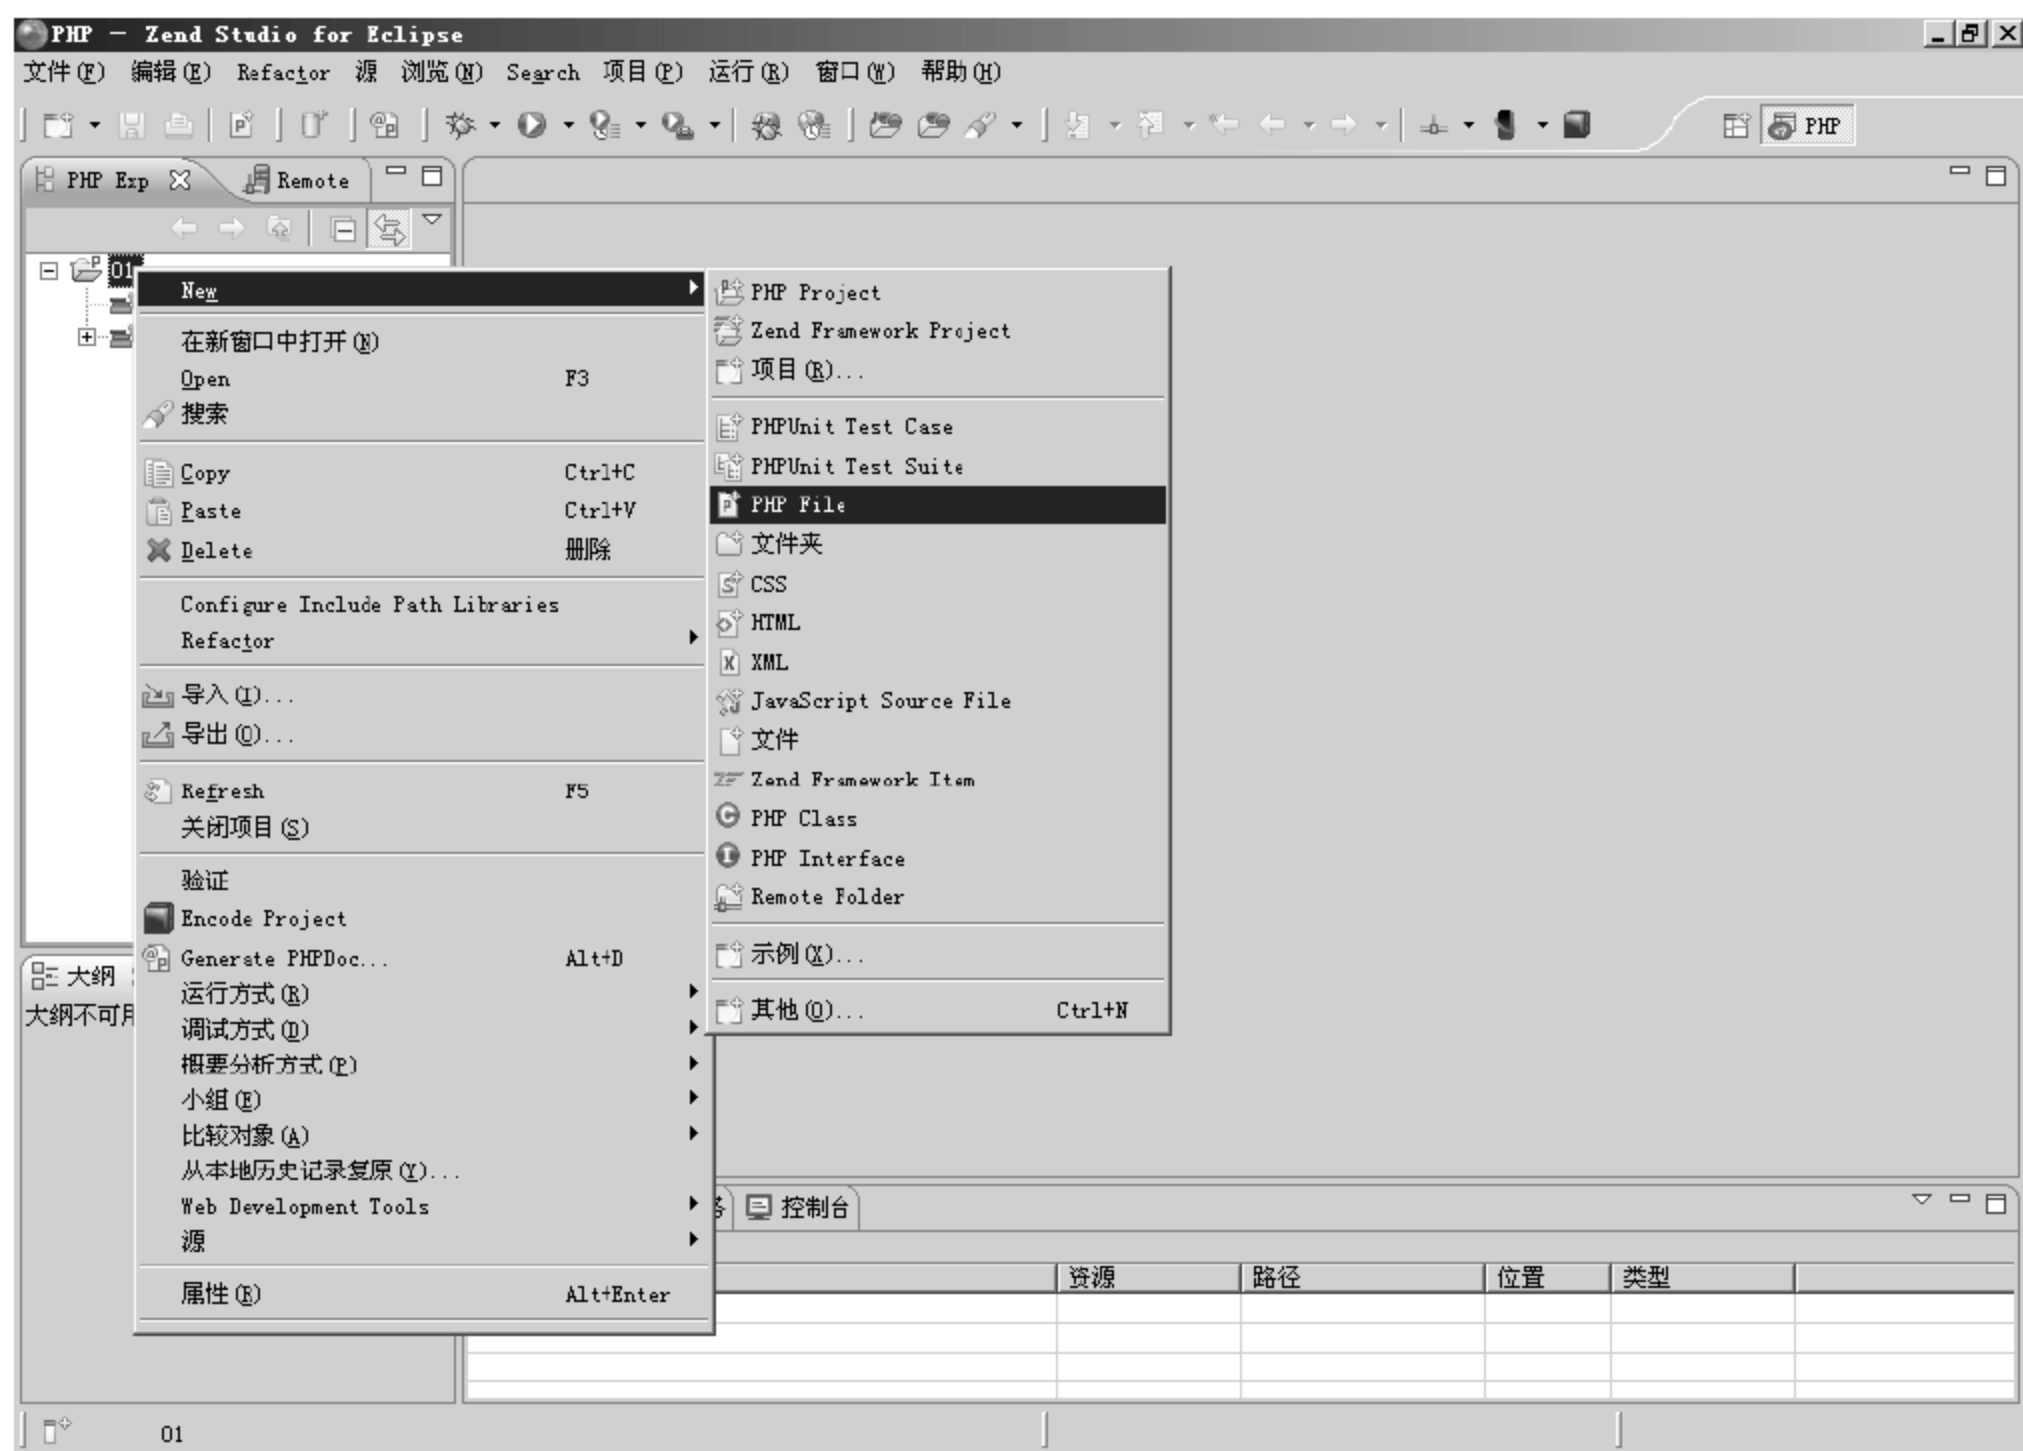 PHP - Zend Studio for Eclipse
文件(F) 编辑(E) Refactor 源 浏览(N) Search 项目(P) 运行(R) 窗口(W) 帮助(H)
PHP
PHP Exp Remote
01
New
在新窗口中打开(N)
Open F3
搜索
Copy Ctrl+C
Paste Ctrl+V
Delete 删除
Configure Include Path Libraries
Refactor
导入(I)...
导出(O)...
Refresh F5
关闭项目(S)
验证
Encode Project
Generate PHPDoc... Alt+D
运行方式(R)
调试方式(D)
概要分析方式(P)
小组(E)
比较对象(A)
从本地历史记录复原(Y)...
Web Development Tools
源
属性(R) Alt+Enter
PHP Project
Zend Framework Project
项目(R)...
PHPUnit Test Case
PHPUnit Test Suite
PHP File
文件夹
CSS
HTML
XML
JavaScript Source File
文件
Zend Framework Item
PHP Class
PHP Interface
Remote Folder
示例(X)...
其他(O)... Ctrl+N
大纲
大纲不可用
控制台
资源 路径 位置 类型
01